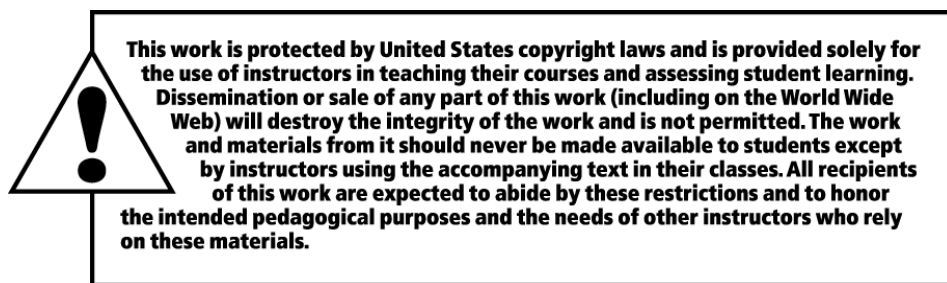 This work is protected by United States copyright laws and is provided solely for
the use of instructors in teaching their courses and assessing student learning.
Dissemination or sale of any part of this work (including on the World Wide
Web) will destroy the integrity of the work and is not permitted. The work
and materials from it should never be made available to students except
by instructors using the accompanying text in their classes. All recipients
of this work are expected to abide by these restrictions and to honor
the intended pedagogical purposes and the needs of other instructors who rely
on these materials.